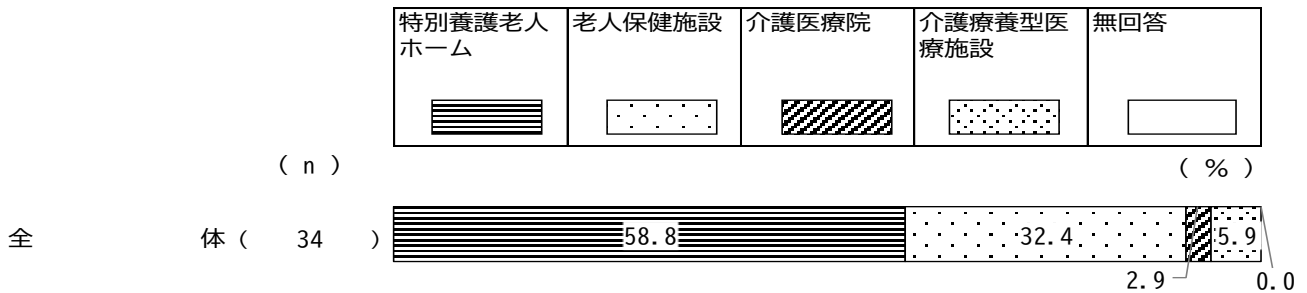 特別養護老人ホーム
老人保健施設
介護医療院
介護療養型医療施設
無回答
( n )
( % )
全 体 ( 34 )
58.8
32.4
5.9
2.9
0.0